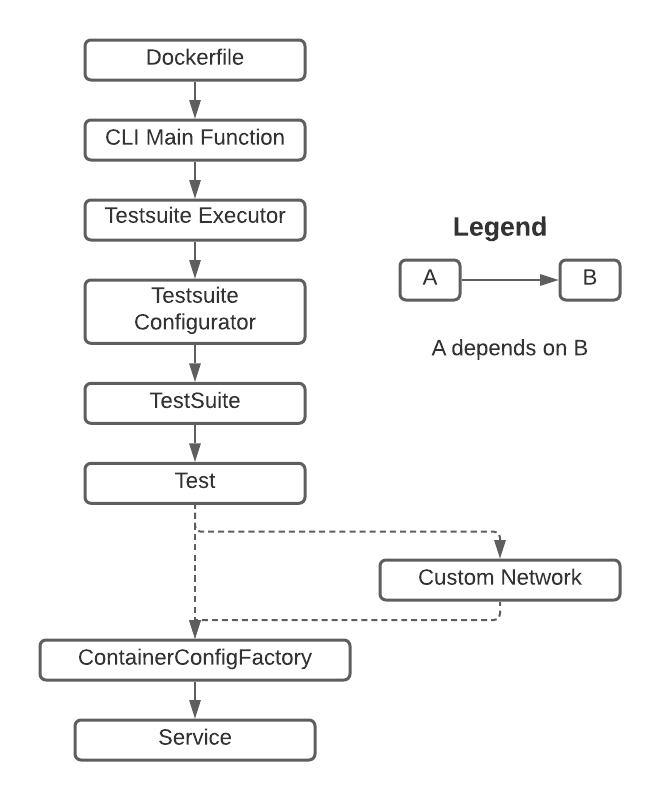 Dockerfile
CLI Main Function
Testsuite Executor
Testsuite
Configurator
TestSuite
Test
Custom Network
ContainerConfigFactory
Service
Legend
A
B
A depends on B